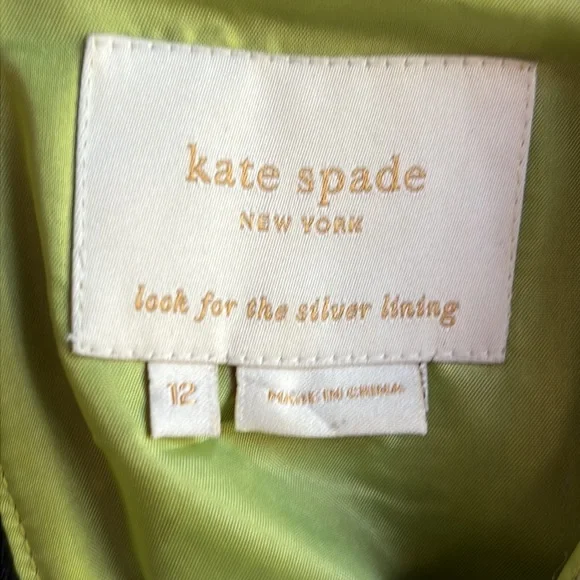 kate spade
NEW YORK
look for the silver lining
12
MADE IN CHINA